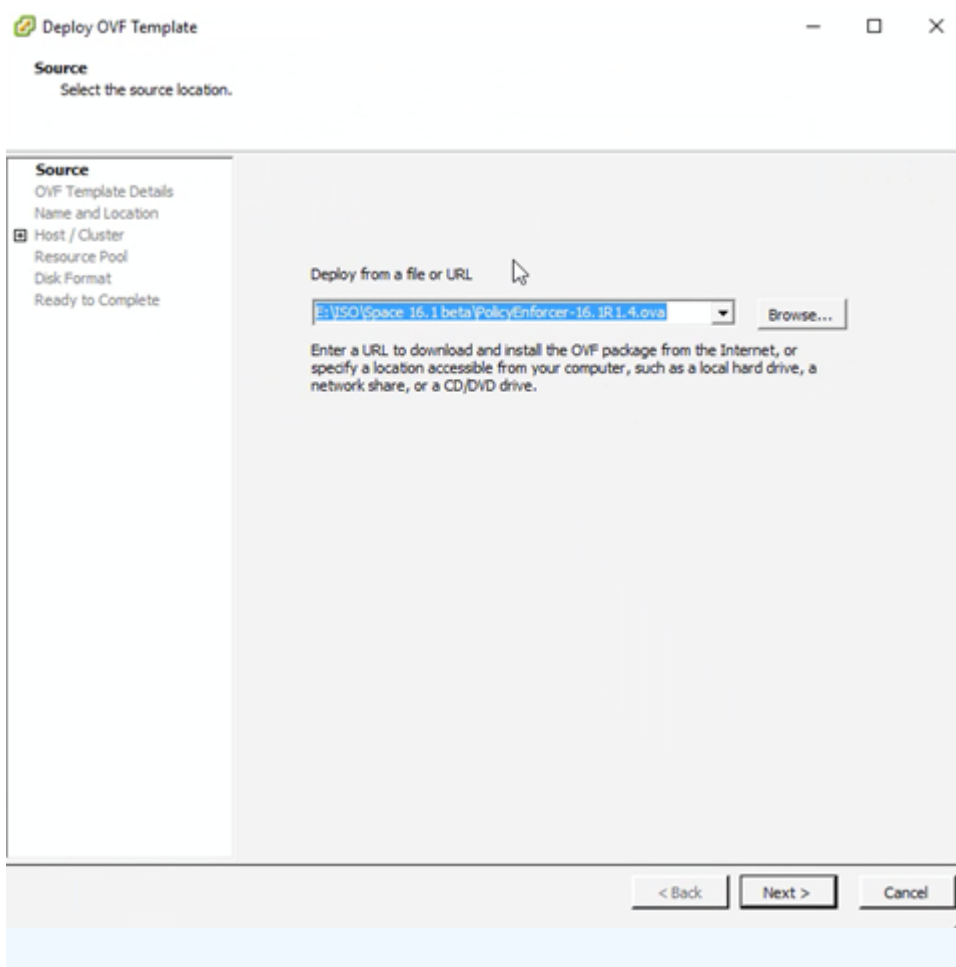 Deploy OVF Template
Source
Select the source location.
Source
OVF Template Details
Name and Location
Host / Cluster
Resource Pool
Disk Format
Ready to Complete
Deploy from a file or URL
E:\ISO\Space 16.1 beta\PolicyEnforcer-16.1R1.4.ova
Browse...
Enter a URL to download and install the OVF package from the Internet, or
specify a location accessible from your computer, such as a local hard drive, a
network share, or a CD/DVD drive.
< Back
Next >
Cancel